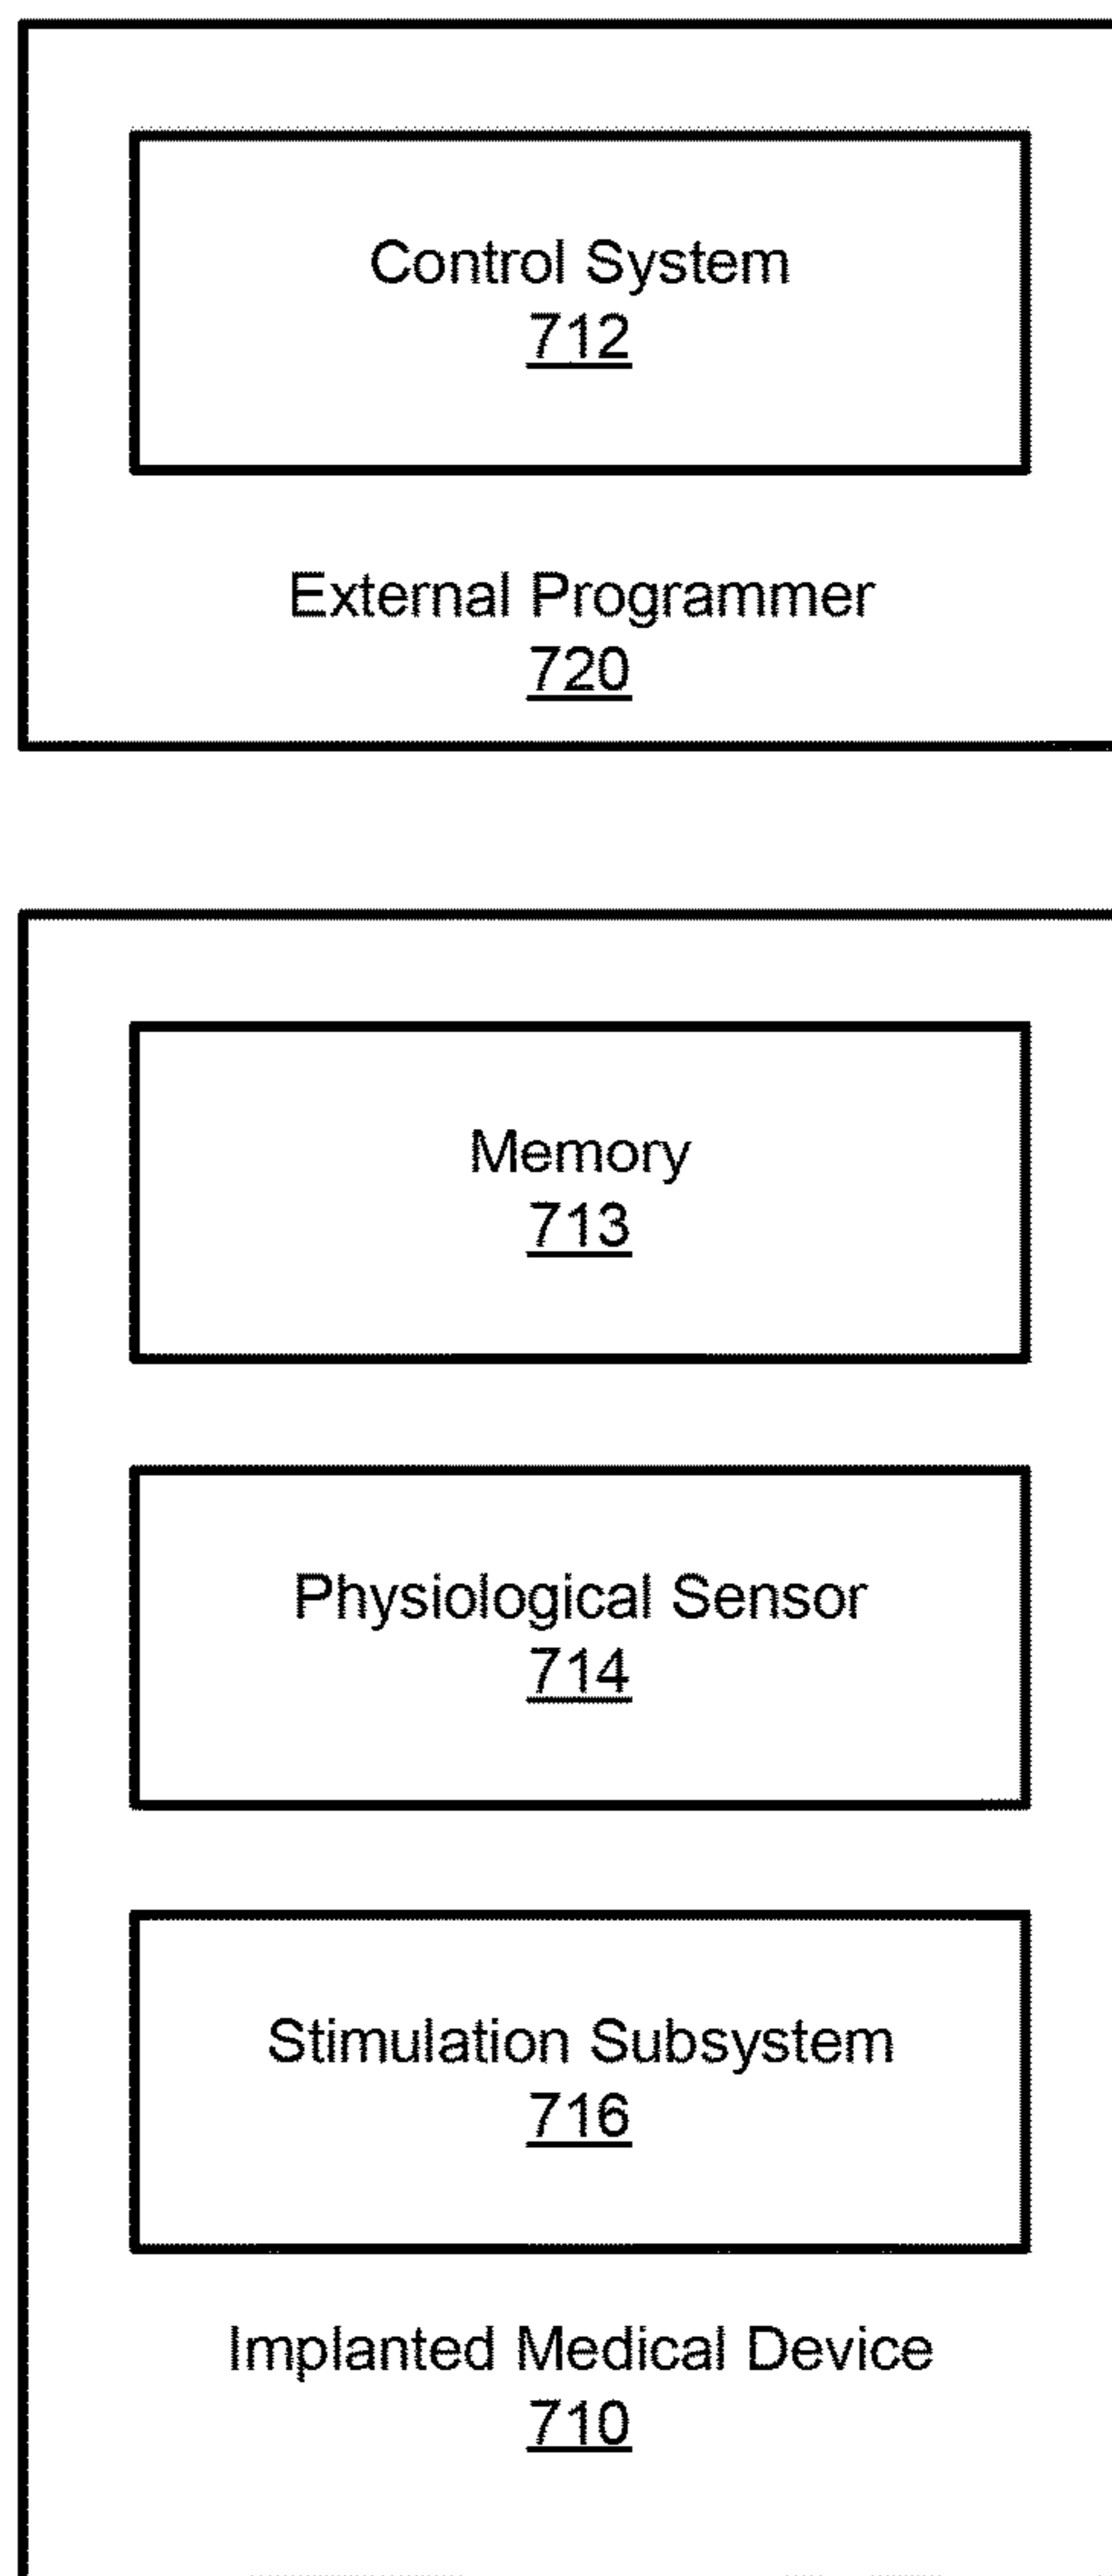 Control System
712
External Programmer
720
Memory
713
Physiological Sensor
714
Stimulation Subsystem
716
Implanted Medical Device
710